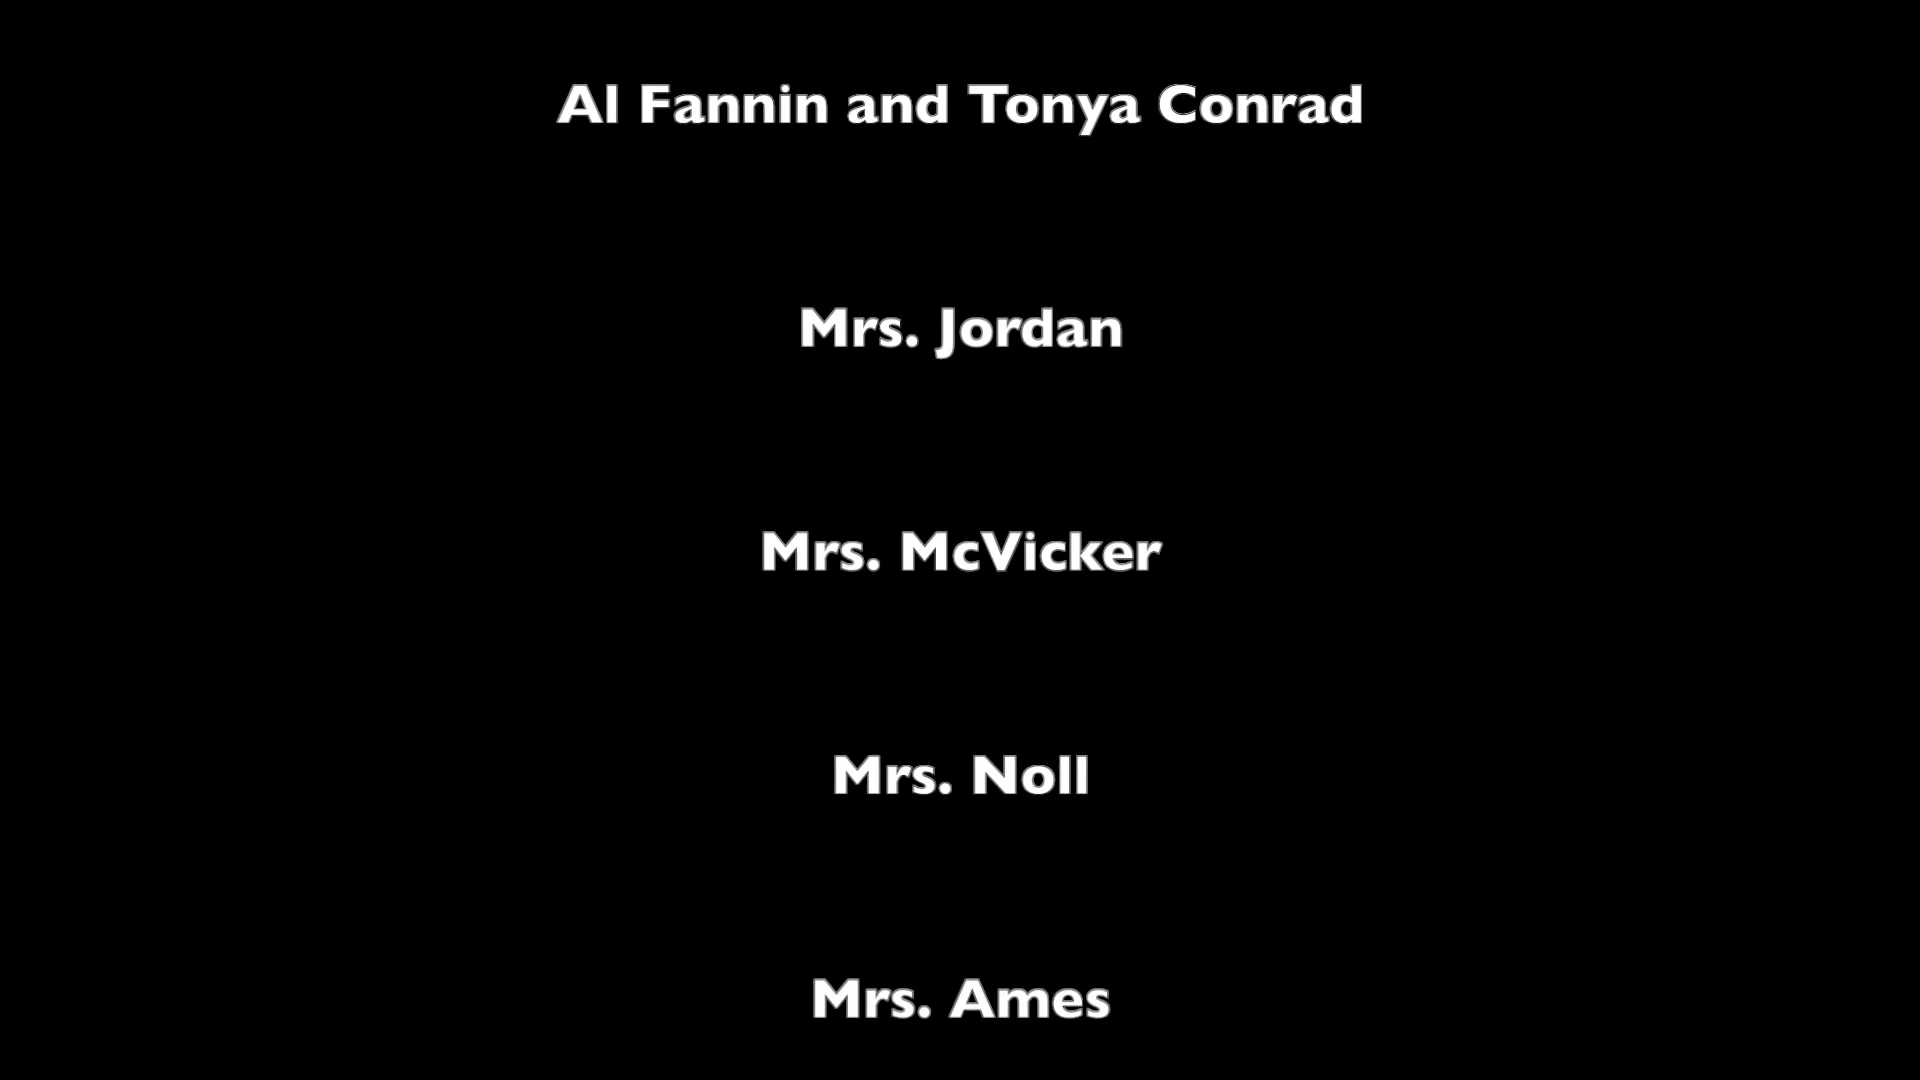 Al Fannin and Tonya Conrad
Mrs. Jordan
Mrs. McVicker
Mrs. Noll
Mrs. Ames